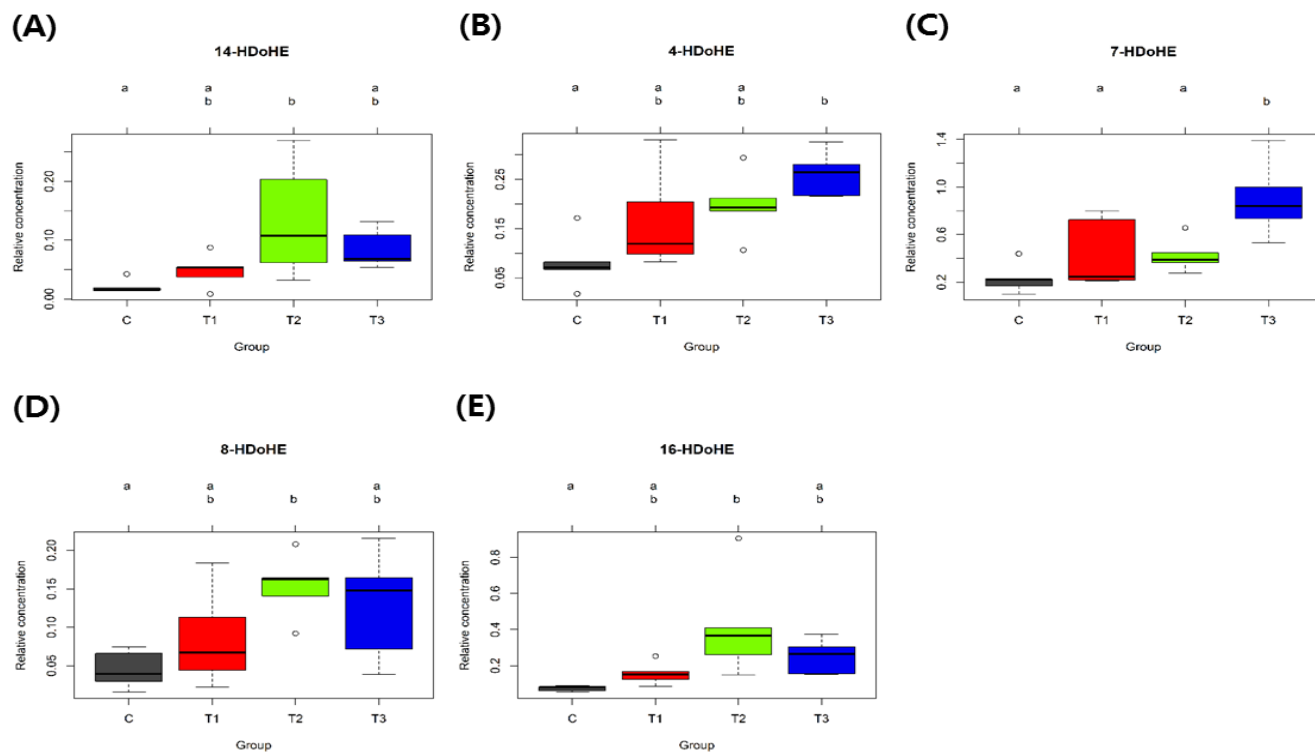 (A)
14-HDoHE
a a b a
b b
Relative concentration
0.00 0.10 0.20
C T1 T2 T3
Group
(B)
4-HDoHE
a a a b
b b
Relative concentration
0.05 0.15 0.25
C T1 T2 T3
Group
(C)
7-HDoHE
a a a b
Relative concentration
0.2 0.6 1.0 1.4
C T1 T2 T3
Group
(D)
8-HDoHE
a a b a
b b
Relative concentration
0.05 0.10 0.15 0.20
C T1 T2 T3
Group
(E)
16-HDoHE
a a b a
b b
Relative concentration
0.2 0.4 0.6 0.8
C T1 T2 T3
Group